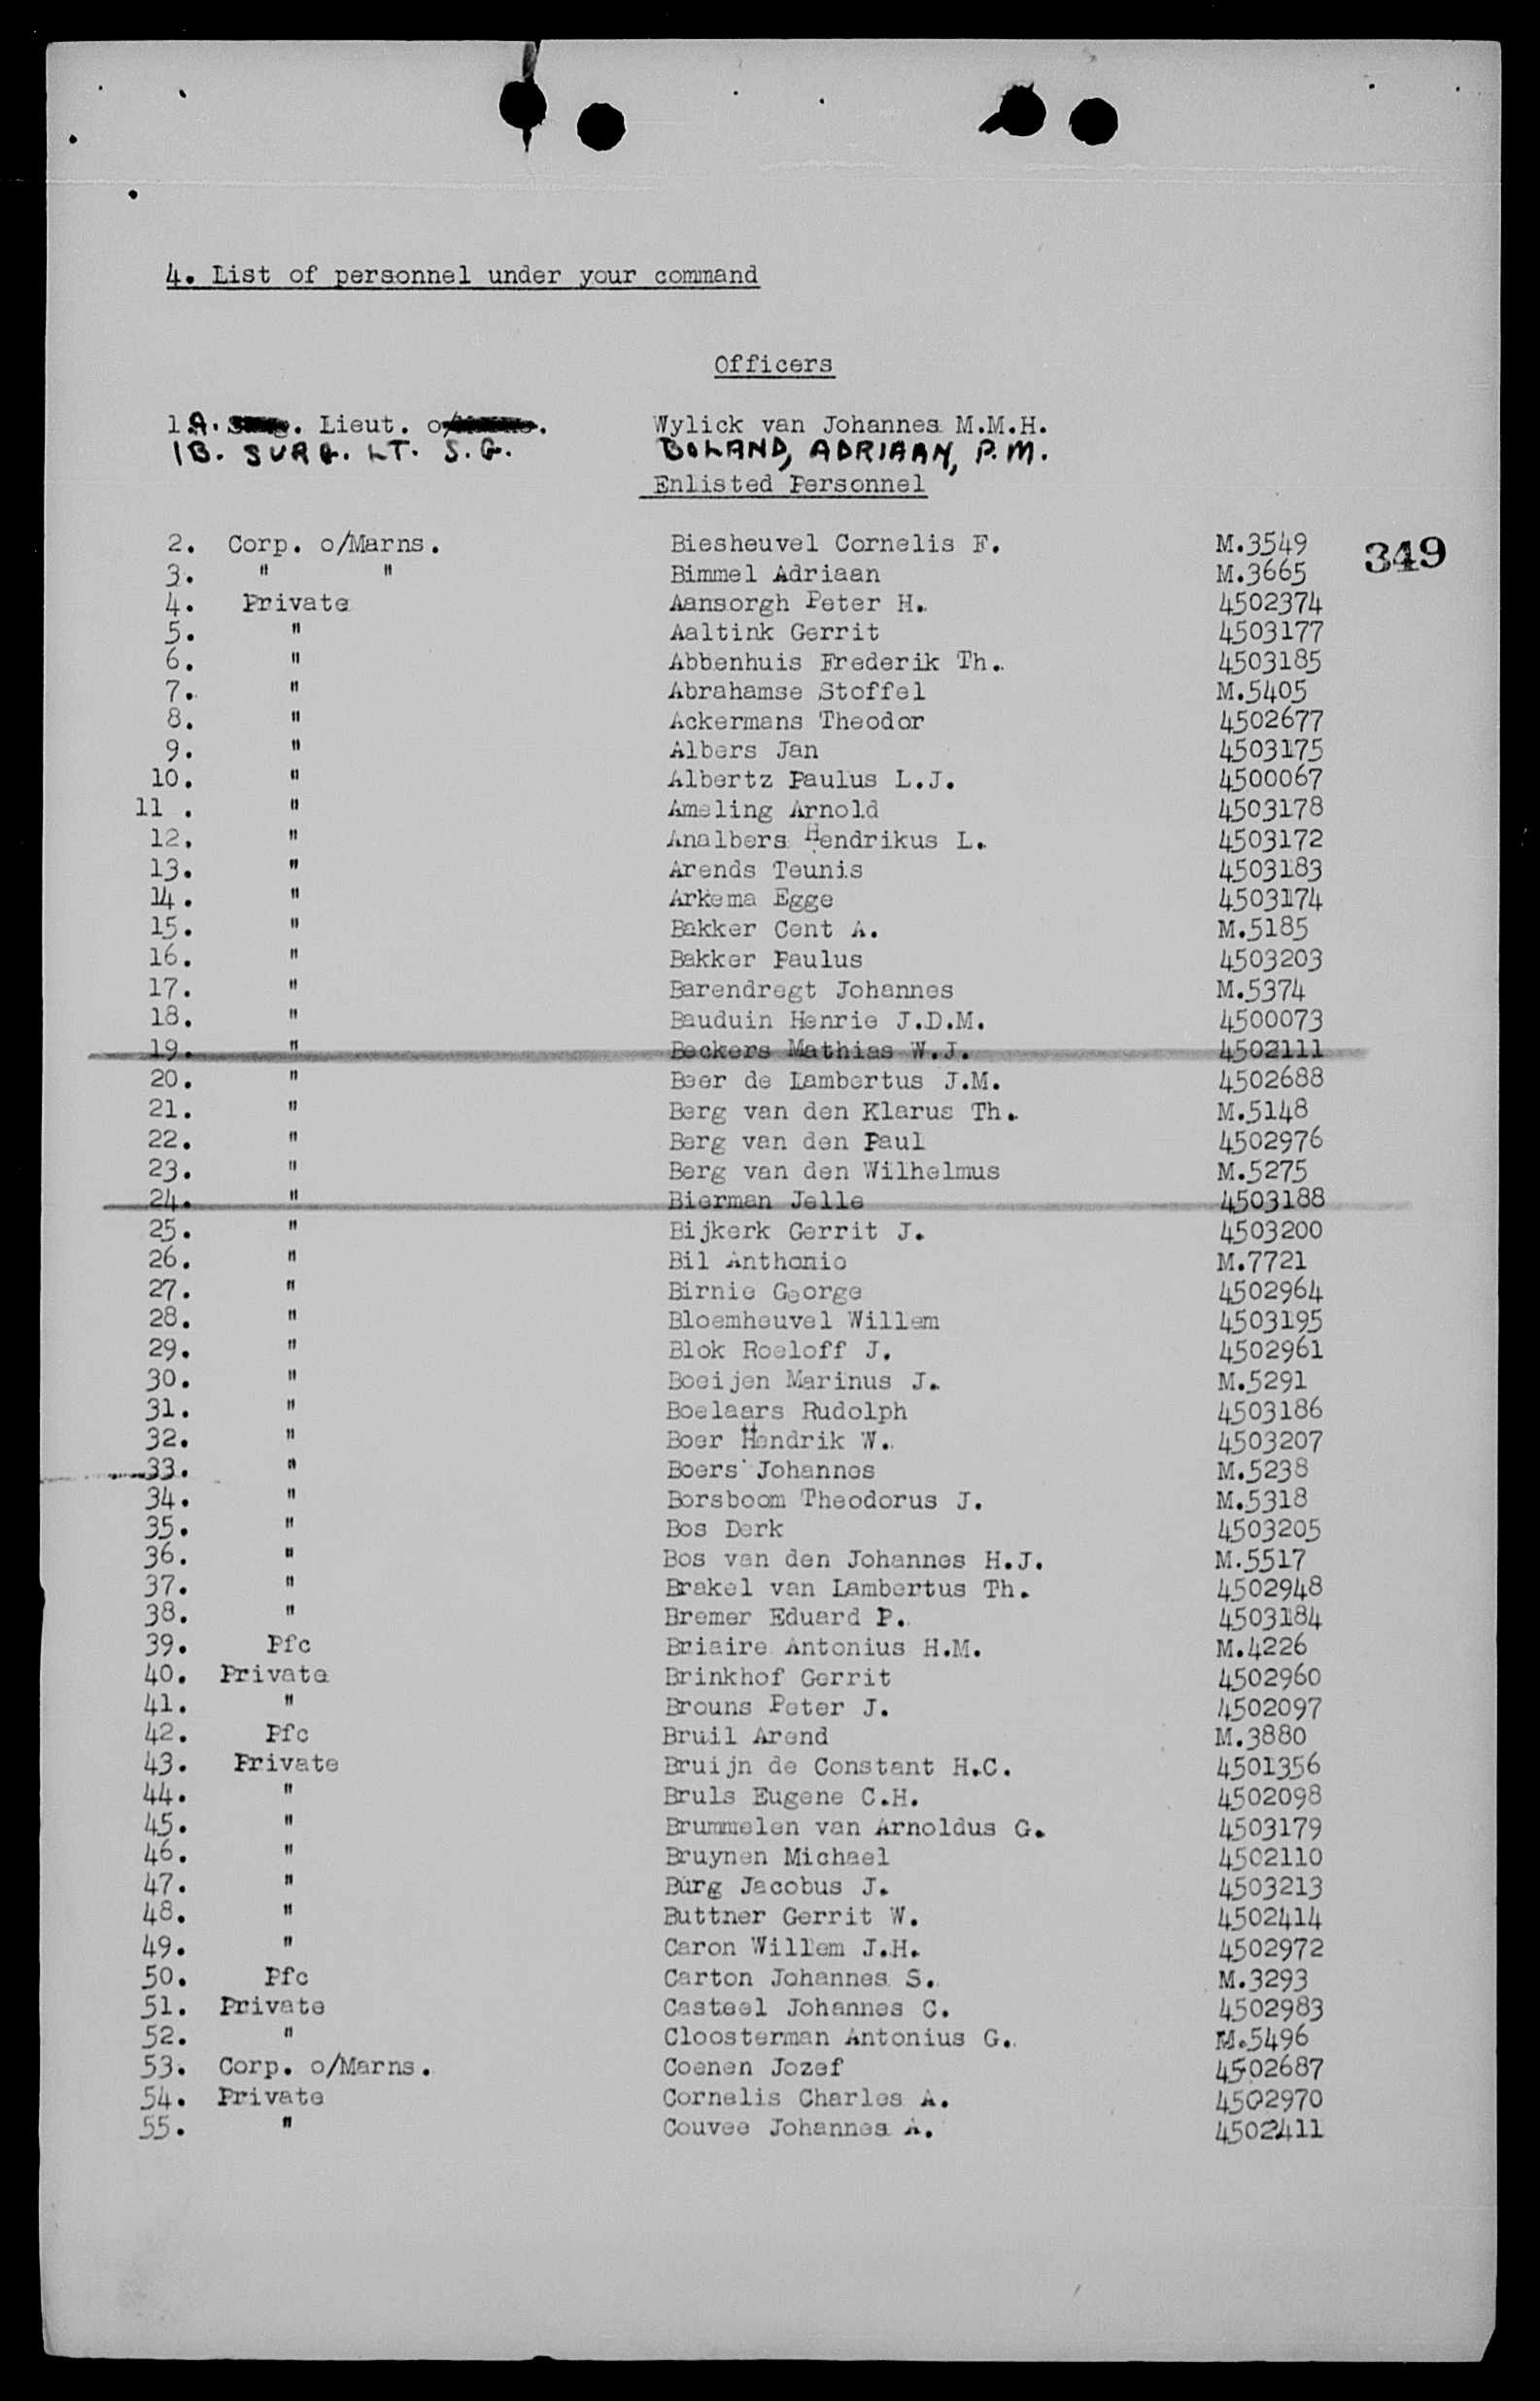 4. List of personnel under your command
Officers
1A. Lieut. Wylick van Johannes M.M.H.
1B. SURG. LT. S.G. BOLAND, ADRIAAN, P.M.
Enlisted Personnel
2. Corp. o/Marns. Biesheuvel Cornelis F. M.3549
349
3. " " Bimmel Adriaan M.3665
4. Private Aansorgh Peter H. 4502374
5. " Aaltink Gerrit 4503177
6. " Abbenhuis Frederik Th. 4503185
7. " Abrahamse Stoffel M.5405
8. " Ackermans Theodor 4502677
9. " Albers Jan 4503175
10. " Albertz Paulus L.J. 4500067
11 . " Ameling Arnold 4503178
12. " Analbers Hendrikus L. 4503172
13. " Arends Teunis 4503183
14. " Arkema Egge 4503174
15. " Bakker Cent A. M.5185
16. " Bakker Paulus 4503203
17. " Barendregt Johannes M.5374
18. " Bauduin Henrie J.D.M. 4500073
19. " Beckers Mathias W.J. 4502111
20. " Beer de Lambertus J.M. 4502688
21. " Berg van den Klarus Th. M.5148
22. " Berg van den Paul 4502976
23. " Berg van den Wilhelmus M.5275
24. " Bierman Jelle 4503188
25. " Bijkerk Gerrit J. 4503200
26. " Bil Anthonie M.7721
27. " Birnie George 4502964
28. " Bloemheuvel Willem 4503195
29. " Blok Roeloff J. 4502961
30. " Boeijen Marinus J. M.5291
31. " Boelaars Rudolph 4503186
32. " Boer Hendrik W. 4503207
33. " Boers Johannes M.5238
34. " Borsboom Theodorus J. M.5318
35. " Bos Derk 4503205
36. " Bos van den Johannes H.J. M.5517
37. " Brakel van Lambertus Th. 4502948
38. " Bremer Eduard P. 4503184
39. Pfc Briaire Antonius H.M. M.4226
40. Private Brinkhof Gerrit 4502960
41. " Brouns Peter J. 4502097
42. Pfc Bruil Arend M.3880
43. Private Bruijn de Constant H.C. 4501356
44. " Bruls Eugene C.H. 4502098
45. " Brummelen van Arnoldus G. 4503179
46. " Bruynen Michael 4502110
47. " Burg Jacobus J. 4503213
48. " Buttner Gerrit W. 4502414
49. " Caron Willem J.H. 4502972
50. Pfc Carton Johannes S. M.3293
51. Private Casteel Johannes C. 4502983
52. " Cloosterman Antonius G. M.5496
53. Corp. o/Marns. Coenen Jozef 4502687
54. Private Cornelis Charles A. 4502970
55. " Couvee Johannes A. 4502411